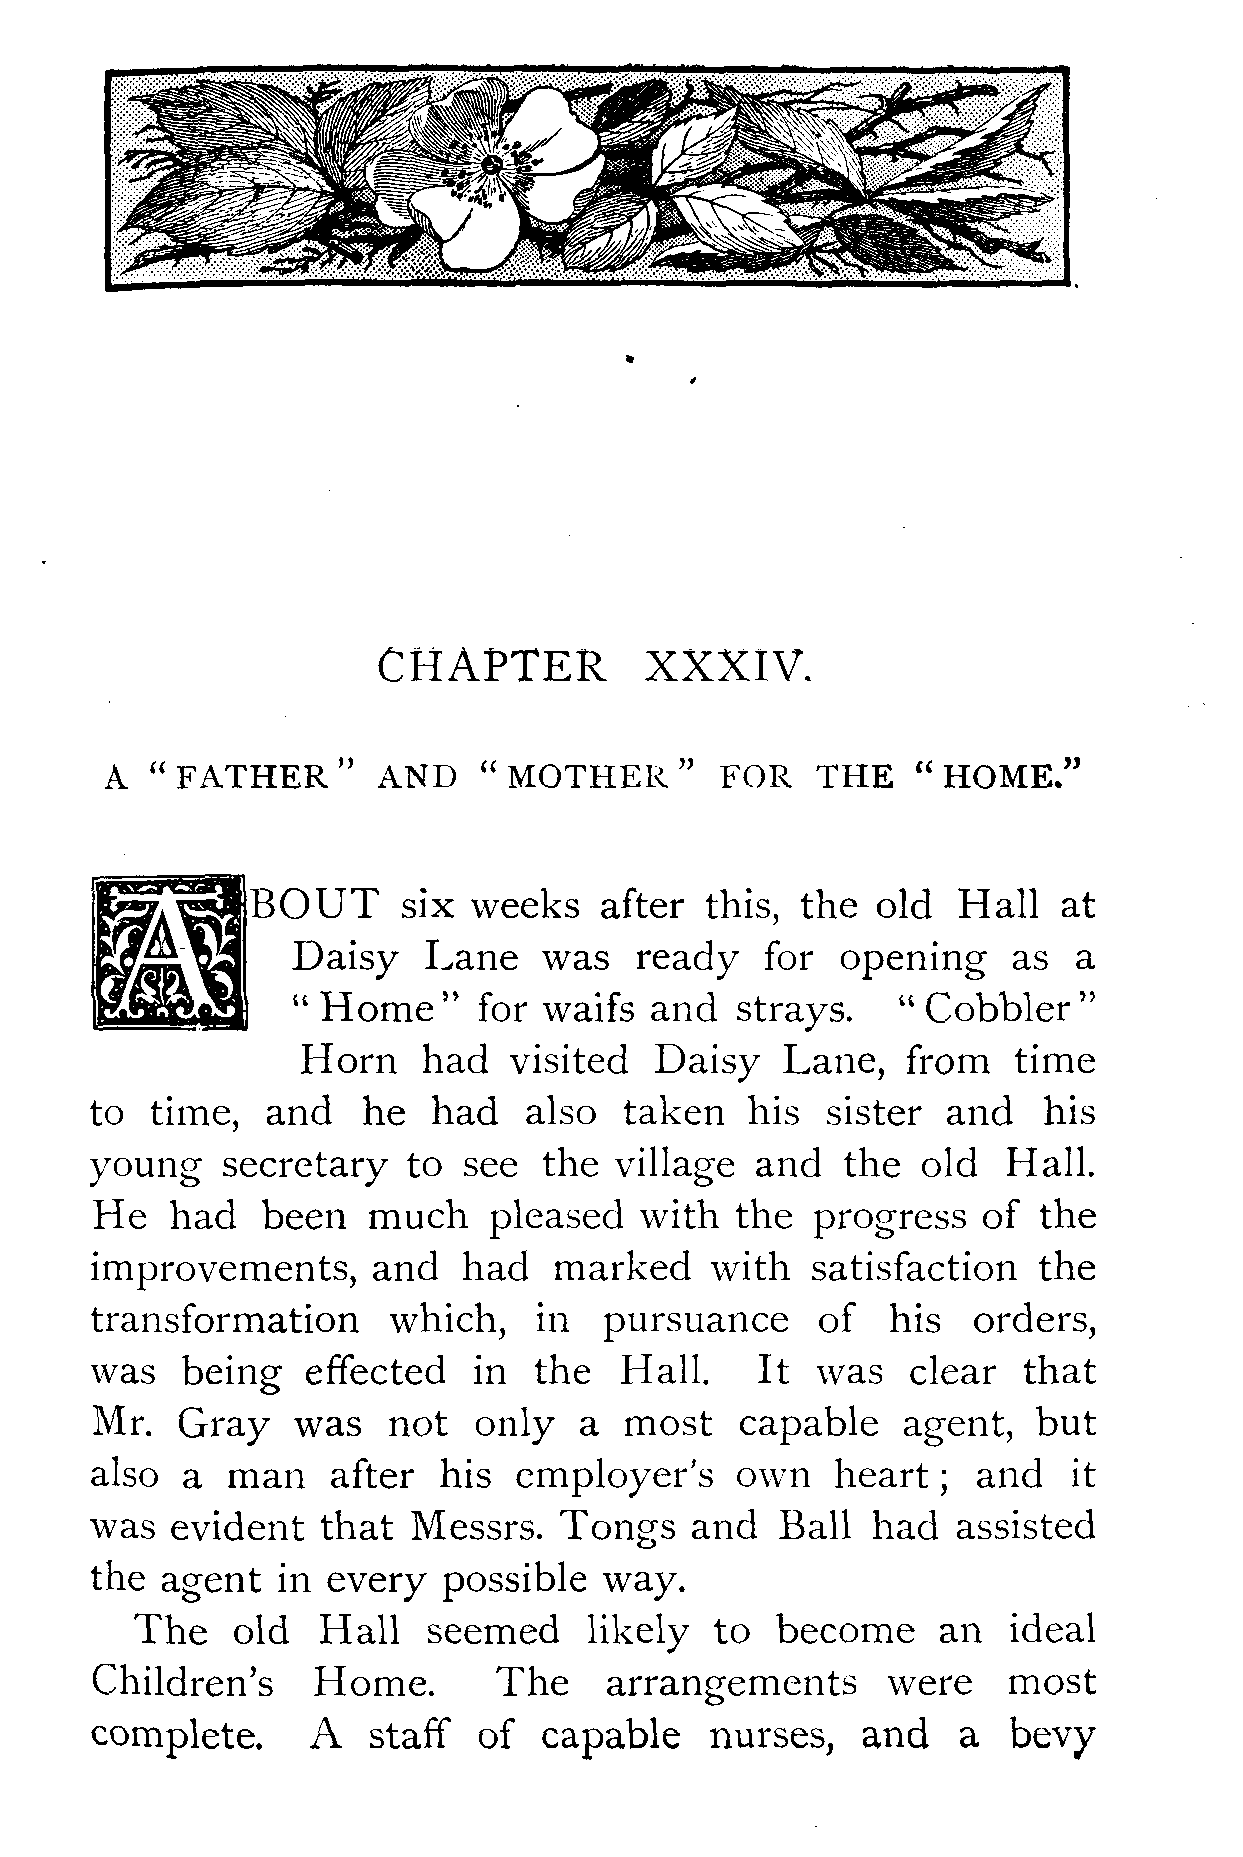 CHAPTER XXXIV.
A “ FATHER ” AND “ MOTHER ” FOR THE “ HOME.”
ABOUT six weeks after this, the old Hall at
Daisy Lane was ready for opening as a
“ Home ” for waifs and strays. “ Cobbler ”
Horn had visited Daisy Lane, from time
to time, and he had also taken his sister and his
young secretary to see the village and the old Hall.
He had been much pleased with the progress of the
improvements, and had marked with satisfaction the
transformation which, in pursuance of his orders,
was being effected in the Hall. It was clear that
Mr. Gray was not only a most capable agent, but
also a man after his employer's own heart ; and it
was evident that Messrs. Tongs and Ball had assisted
the agent in every possible way.
The old Hall seemed likely to become an ideal
Children's Home. The arrangements were most
complete. A staff of capable nurses, and a bevy